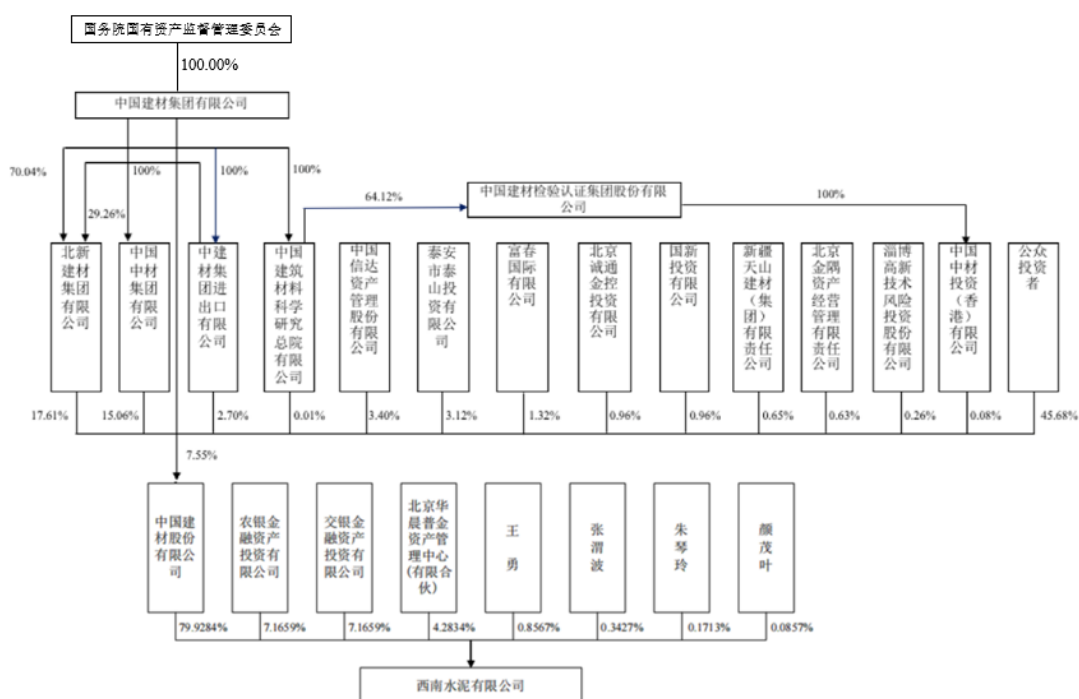 国务院国有资产监督管理委员会
100.00%
中国建材集团有限公司
70.04%
100%
100%
100%
29.26%
64.12%
中国建材检验认证集团股份有限
公司
100%
北新
建材
集团
有限
公司
中国
中材
集团
有限
公司
中建
材集
团进
出口
有限
公司
中国
建筑
材料
科学
研究
总院
有限
公司
中国
信达
资产
管理
股份
有限
公司
泰安
市泰
山投
资有
限公
司
富春
国际
有限
公司
北京
诚通
金控
投资
有限
公司
国新
投资
有限
公司
新疆
天山
建材
（集
团）有
限责
任公司
北京
金隅
资产
经营
管理
有限
责任
公司
淄博
高新
技术
风险
投资
股份
有限
公司
中国
中材
投资
（香
港）
有限
公司
公众
投资
者
17.61%
15.06%
2.70%
0.01%
3.40%
3.12%
1.32%
0.96%
0.96%
0.65%
0.63%
0.26%
0.08%
45.68%
7.55%
中国建
材股份
有限公
司
农银金
融资产
投资有
限公司
交银金
融资产
投资有
限公司
北京华
晨普金
资产管
理中心
(有限合
伙)
王
勇
张
渭
波
朱
琴
玲
颜
茂
叶
79.9284%
7.1659%
7.1659%
4.2834%
0.8567%
0.3427%
0.1713%
0.0857%
西南水泥有限公司